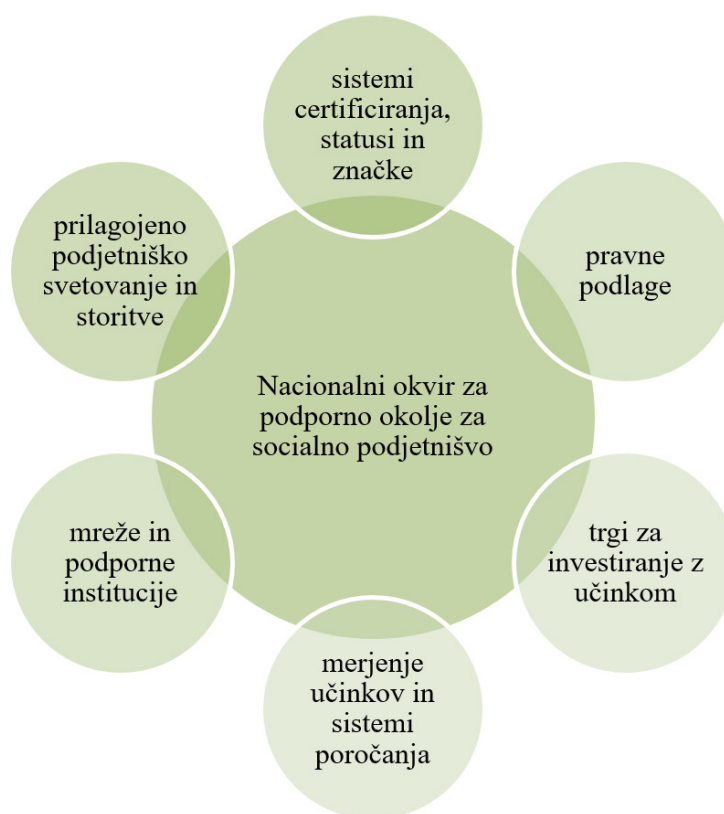 sistemi
certificiranja,
statusi in
značke
prilagojeno
podjetniško
svetovanje in
storitve
pravne
podlage
Nacionalni okvir za
podporno okolje za
socialno podjetnišvo
mreže in
podporne
institucije
trgi za
investiranje z
učinkom
merjenje
učinkov in
sistemi
poročanja